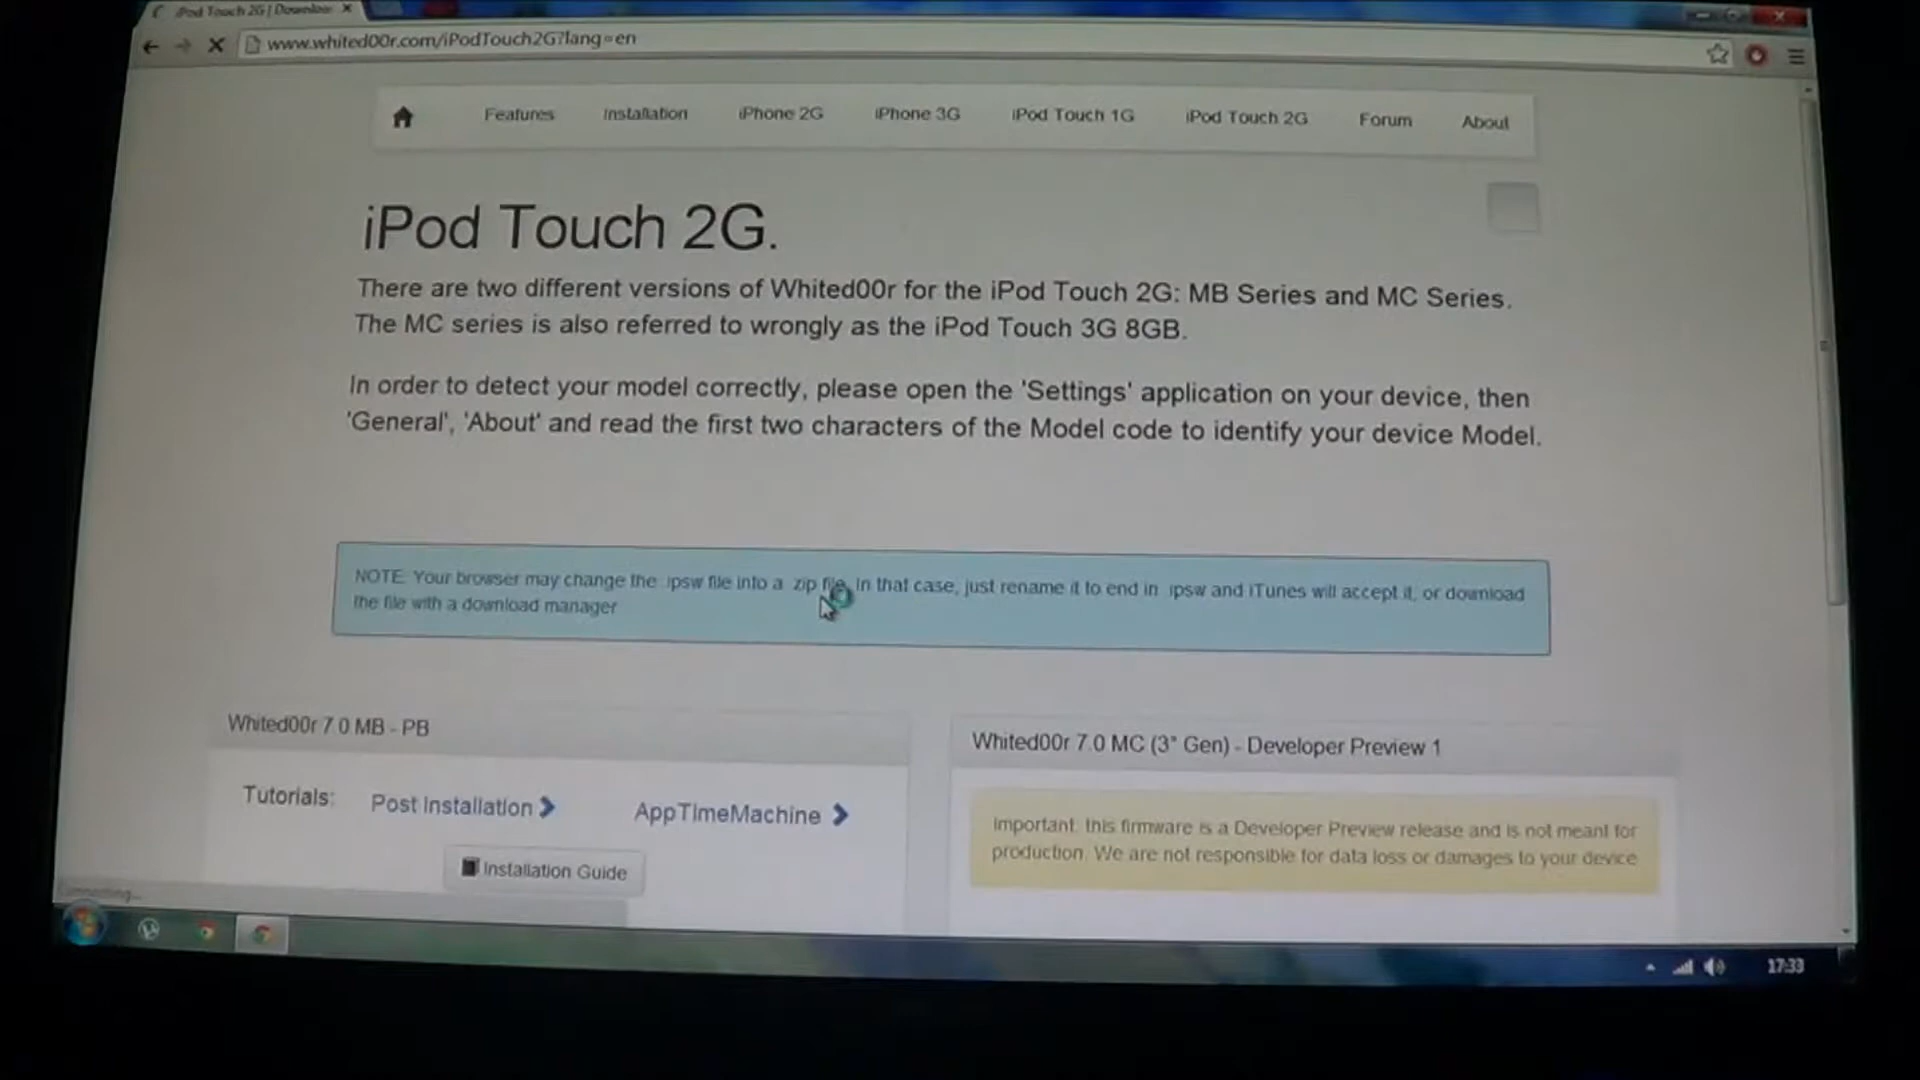 iPod Touch 2G | Downloa
www.whited00r.com/iPodTouch2G?lang=en
Features Installation iPhone 2G iPhone 3G iPod Touch 1G iPod Touch 2G Forum About
iPod Touch 2G.
There are two different versions of Whited00r for the iPod Touch 2G: MB Series and MC Series.
The MC series is also referred to wrongly as the iPod Touch 3G 8GB.
In order to detect your model correctly, please open the 'Settings' application on your device, then
'General', 'About' and read the first two characters of the Model code to identify your device Model.
NOTE: Your browser may change the .ipsw file into a .zip file. In that case, just rename it to end in .ipsw and iTunes will accept it, or download
the file with a download manager
Whited00r 7.0 MB - PB
Whited00r 7.0 MC (3° Gen) - Developer Preview 1
Tutorials: Post Installation AppTimeMachine
Installation Guide
Important: this firmware is a Developer Preview release and is not meant for
production. We are not responsible for data loss or damages to your device
Connecting...
17:33